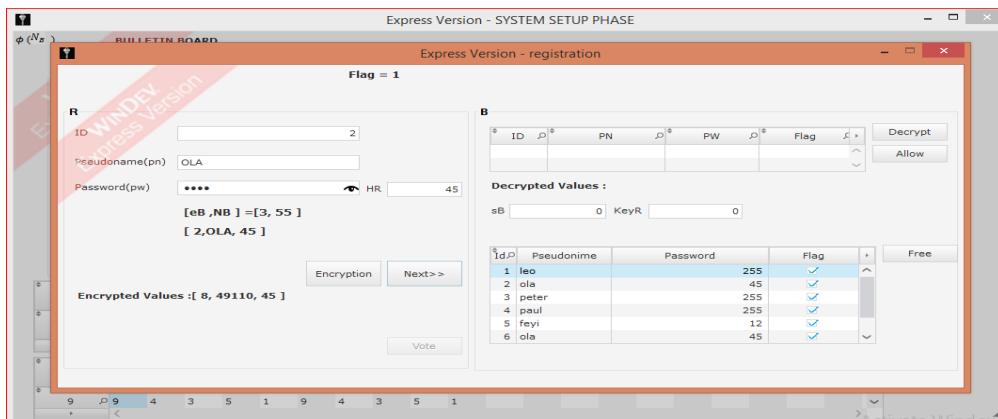 Express Version - SYSTEM SETUP PHASE
ϕ (N_B )
BULLETIN BOARD
Express Version - registration
Flag = 1
WINDEV
Express Version
R
ID 2
Pseudoname(pn) OLA
Password(pw) •••• HR 45
[eB ,NB ] =[3, 55 ]
[ 2,OLA, 45 ]
Encryption Next>>
Encrypted Values :[ 8, 49110, 45 ]
Vote
B
ID PN PW Flag
Decrypt
Allow
Decrypted Values :
sB 0 KeyR 0
Id. Pseudonime Password Flag
Free
1 leo 255
2 ola 45
3 peter 255
4 paul 255
5 feyi 12
6 ola 45
9 9 4 3 5 1 9 4 3 5 1